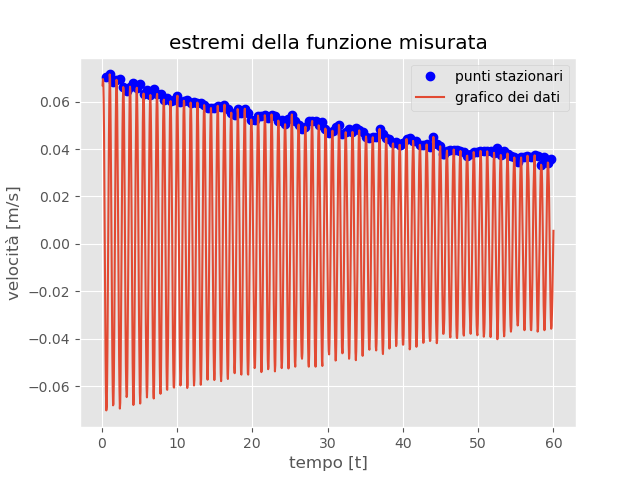 estremi della funzione misurata
punti stazionari
grafico dei dati
velocità [m/s]
0.06
0.04
0.02
0.00
−0.02
−0.04
−0.06
0 10 20 30 40 50 60
tempo [t]